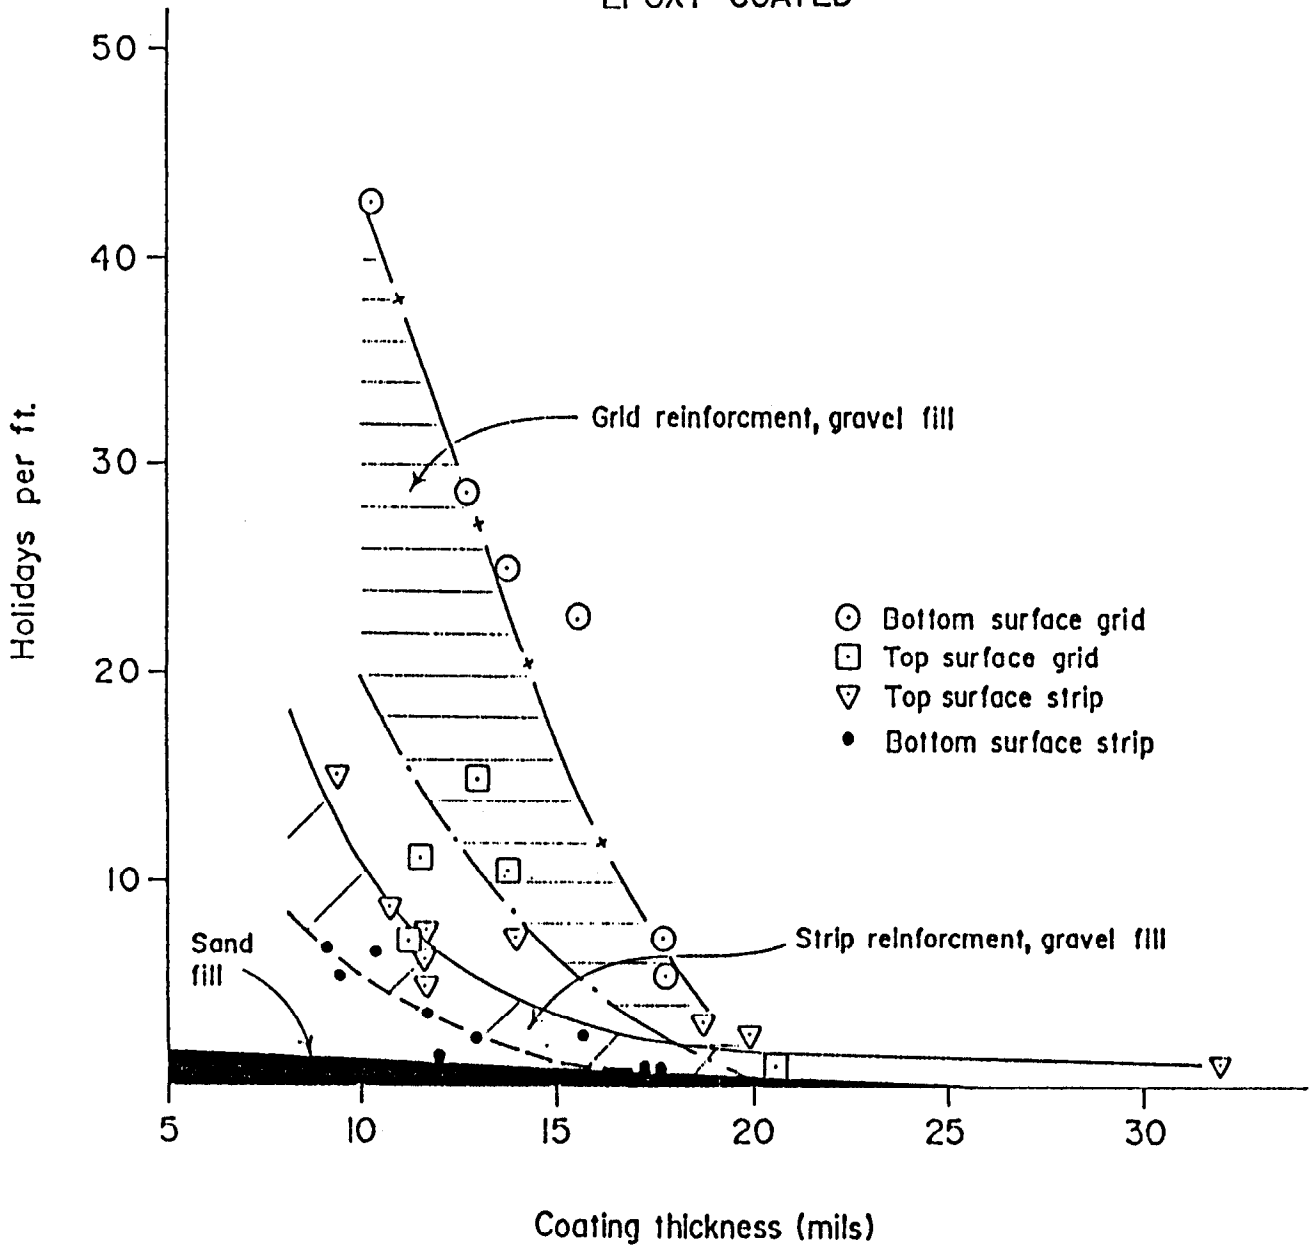 EPOXY COATED
50
40
30
20
10
Holidays per ft.
Grid reinforcment, gravel fill
Bottom surface grid
Top surface grid
Top surface strip
Bottom surface strip
Sand
fill
Strip reinforcment, gravel fill
5 10 15 20 25 30
Coating thickness (mils)